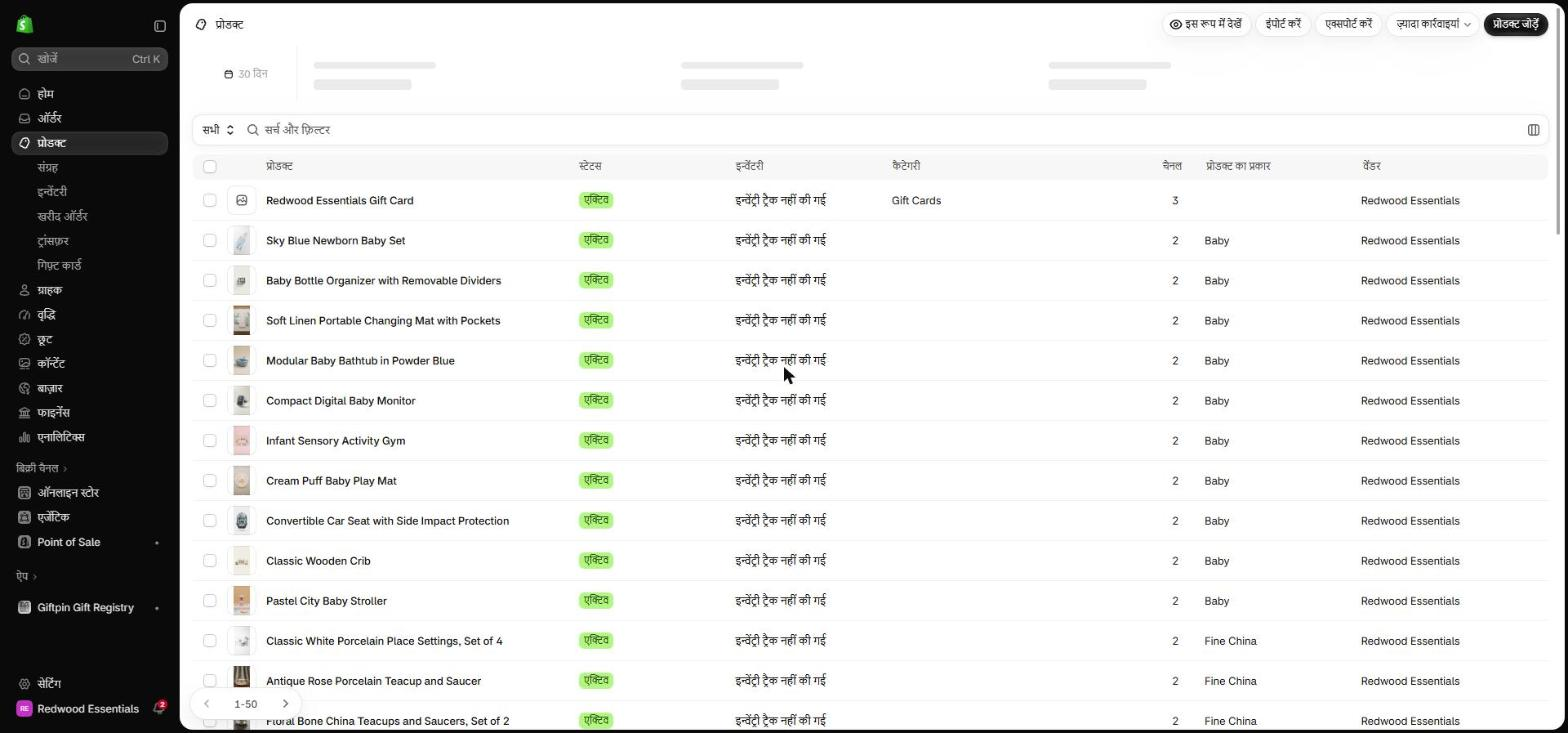 खोजें Ctrl K
होम
ऑर्डर
प्रोडक्ट
संग्रह
इन्वेंटरी
खरीद ऑर्डर
ट्रांसफ़र
गिफ़्ट कार्ड
ग्राहक
वृद्धि
छूट
कॉन्टेंट
बाज़ार
फाइनेंस
एनालिटिक्स
बिक्री चैनल
ऑनलाइन स्टोर
एजेंटिक
Point of Sale
ऐप
Giftpin Gift Registry
सेटिंग
RE Redwood Essentials 2
प्रोडक्ट
इस रूप में देखें इंपोर्ट करें एक्सपोर्ट करें ज़्यादा कार्रवाइयां प्रोडक्ट जोड़ें
30 दिन
सभी सर्च और फ़िल्टर
प्रोडक्ट स्टेटस इन्वेंटरी कैटेगरी चैनल प्रोडक्ट का प्रकार वेंडर
Redwood Essentials Gift Card एक्टिव इन्वेंट्री ट्रैक नहीं की गई Gift Cards 3 Redwood Essentials
Sky Blue Newborn Baby Set एक्टिव इन्वेंट्री ट्रैक नहीं की गई 2 Baby Redwood Essentials
Baby Bottle Organizer with Removable Dividers एक्टिव इन्वेंट्री ट्रैक नहीं की गई 2 Baby Redwood Essentials
Soft Linen Portable Changing Mat with Pockets एक्टिव इन्वेंट्री ट्रैक नहीं की गई 2 Baby Redwood Essentials
Modular Baby Bathtub in Powder Blue एक्टिव इन्वेंट्री ट्रैक नहीं की गई 2 Baby Redwood Essentials
Compact Digital Baby Monitor एक्टिव इन्वेंट्री ट्रैक नहीं की गई 2 Baby Redwood Essentials
Infant Sensory Activity Gym एक्टिव इन्वेंट्री ट्रैक नहीं की गई 2 Baby Redwood Essentials
Cream Puff Baby Play Mat एक्टिव इन्वेंट्री ट्रैक नहीं की गई 2 Baby Redwood Essentials
Convertible Car Seat with Side Impact Protection एक्टिव इन्वेंट्री ट्रैक नहीं की गई 2 Baby Redwood Essentials
Classic Wooden Crib एक्टिव इन्वेंट्री ट्रैक नहीं की गई 2 Baby Redwood Essentials
Pastel City Baby Stroller एक्टिव इन्वेंट्री ट्रैक नहीं की गई 2 Baby Redwood Essentials
Classic White Porcelain Place Settings, Set of 4 एक्टिव इन्वेंट्री ट्रैक नहीं की गई 2 Fine China Redwood Essentials
Antique Rose Porcelain Teacup and Saucer एक्टिव इन्वेंट्री ट्रैक नहीं की गई 2 Fine China Redwood Essentials
Floral Bone China Teacups and Saucers, Set of 2 एक्टिव इन्वेंट्री ट्रैक नहीं की गई 2 Fine China Redwood Essentials
1-50